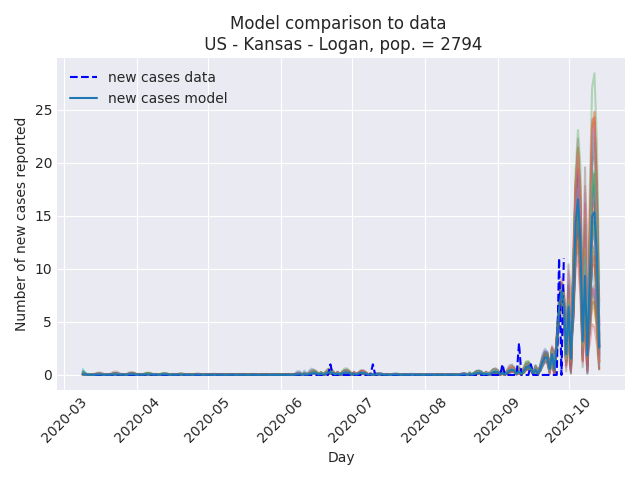 Model comparison to data
US - Kansas - Logan, pop. = 2794
new cases data
new cases model
Number of new cases reported
25
20
15
10
5
0
2020-03
2020-04
2020-05
2020-06
2020-07
2020-08
2020-09
2020-10
Day